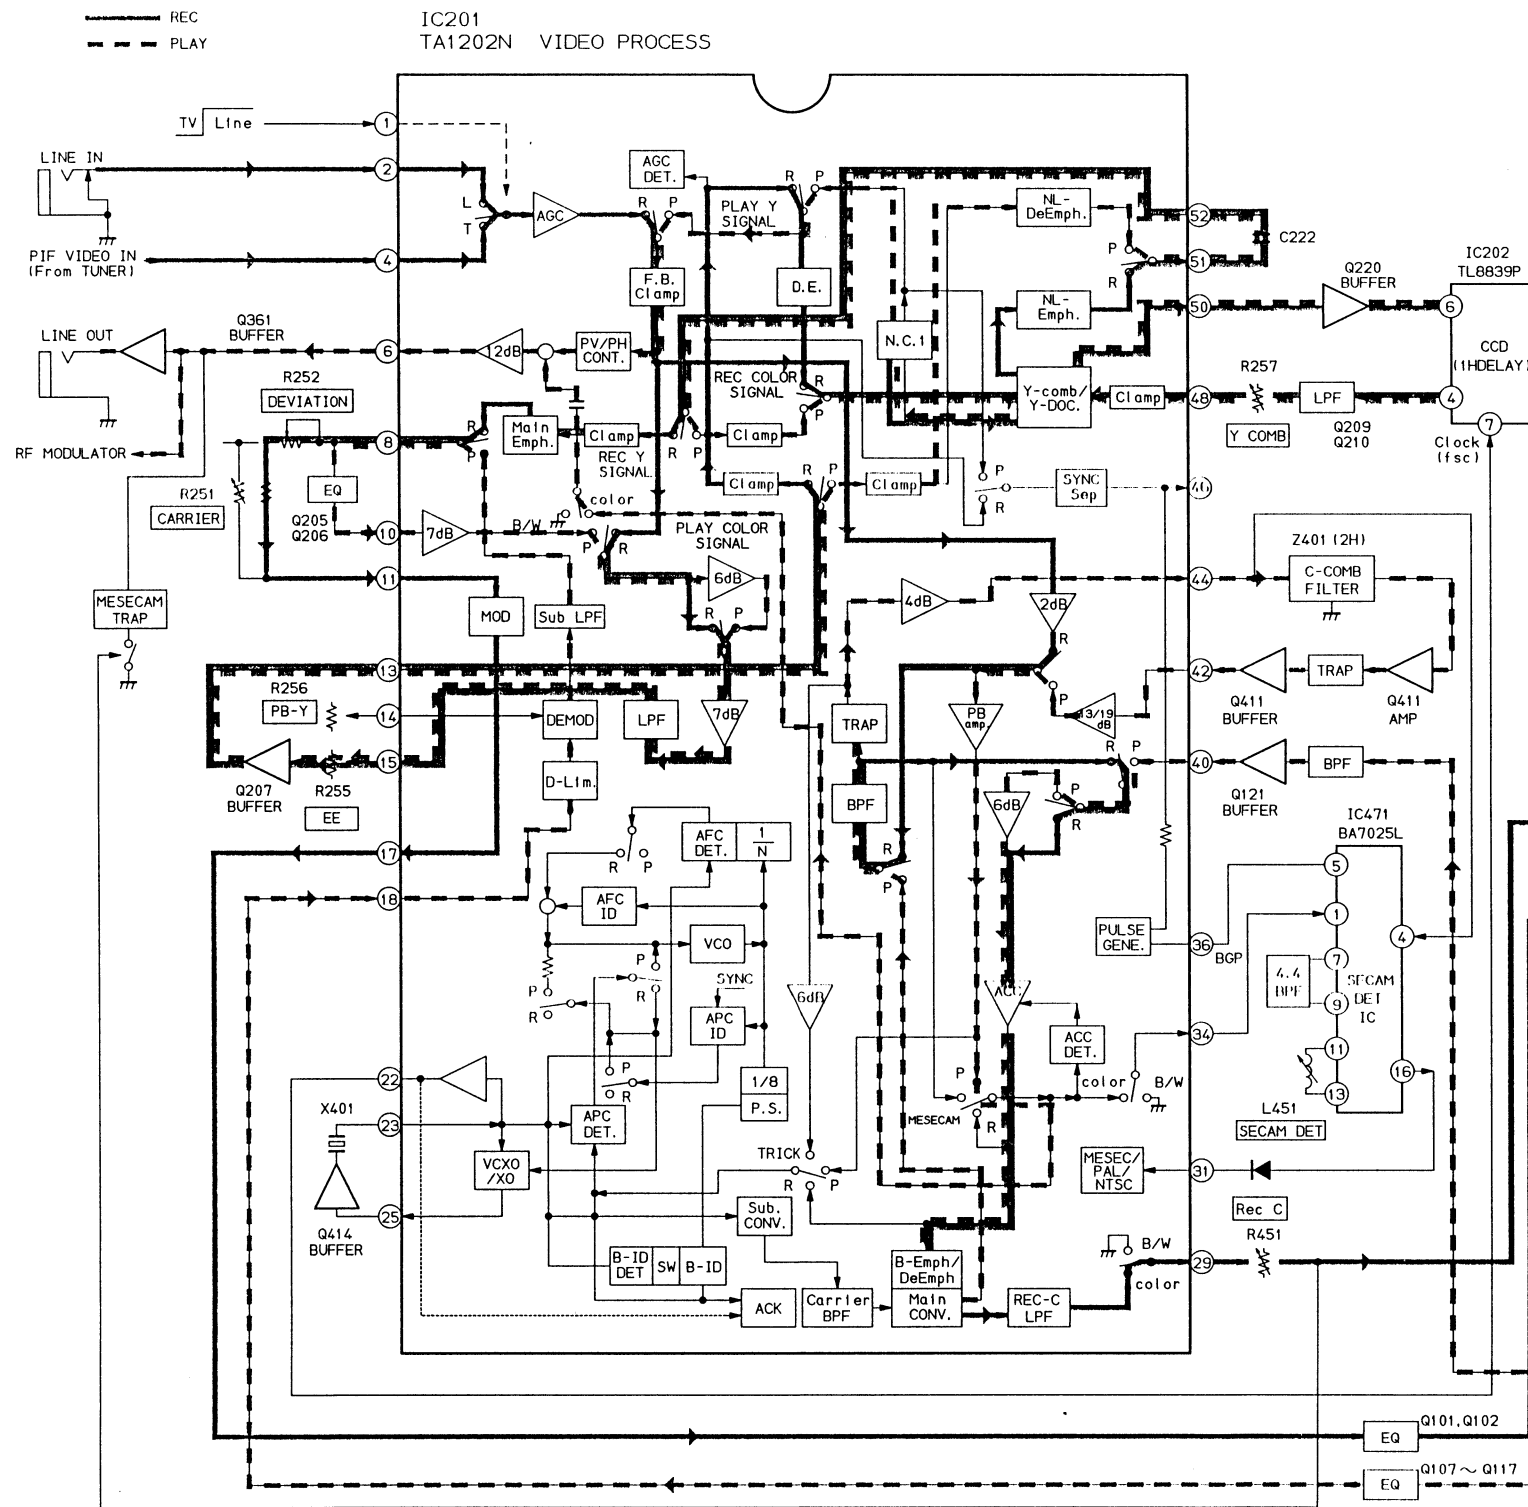 REC
PLAY
IC201
TA1202N VIDEO PROCESS
TV Line
1
LINE IN
2
AGC
DET.
R P
R P
PLAY Y
SIGNAL
NL-
DeEmph.
52
L
T
AGC
C222
PIF VIDEO IN
(From TUNER)
4
F.B.
Clamp
D.E.
P
R
51
IC202
TL8839P
Q220
BUFFER
NL-
Emph.
50
6
LINE OUT
Q361
BUFFER
6
12dB
PV/PH
CONT.
N.C.1
CCD
(1HDELAY)
R252
DEVIATION
REC COLOR
SIGNAL
R
P
Y-comb/
Y-DOC.
Clamp
48
R257
LPF
4
Y COMB
Q209
Q210
7
Clock
(fsc)
RF MODULATOR
8
R
P
Main
Emph.
Clamp
R P
Clamp
REC Y
SIGNAL
R251
CARRIER
EQ
Q205
Q206
Clamp
R P
Clamp
P
R
SYNC
Sep
46
color
10
7dB
B/W
P R
PLAY COLOR
SIGNAL
Z401 (2H)
11
6dB
4dB
2dB
44
C-COMB
FILTER
MESECAM
TRAP
MOD
Sub LPF
R P
R
P
13
42
TRAP
Q411
BUFFER
Q411
AMP
R256
PB-Y
14
DEMOD
LPF
7dB
TRAP
PB
amp.
13/19
dB
15
Q207
BUFFER
R255
EE
D-Lim.
BPF
6dB
P
R
R P
40
BPF
Q121
BUFFER
IC471
BA7025L
17
R P
AFC
DET.
1
N
R
P
5
18
AFC
ID
1
VCO
PULSE
GENE.
36
BGP
4
P
R
P
R
SYNC
6dB
ACC
4.4
BPF
7
9
SECAM
DET
IC
APC
ID
ACC
DET.
34
11
22
P
R
1/8
P.S.
P
MESECAM
R
color
B/W
16
X401
23
APC
DET.
13
L451
SECAM DET
VCXO
/XO
TRICK
R P
MESEC/
PAL/
NTSC
31
25
Q414
BUFFER
Sub.
CONV.
Rec C
R451
B-ID
DET
SW
B-ID
B-Emph/
DeEmph
B/W
color
29
ACK
Carrier
BPF
Main
CONV.
REC-C
LPF
EQ
Q101,Q102
EQ
Q107～Q117